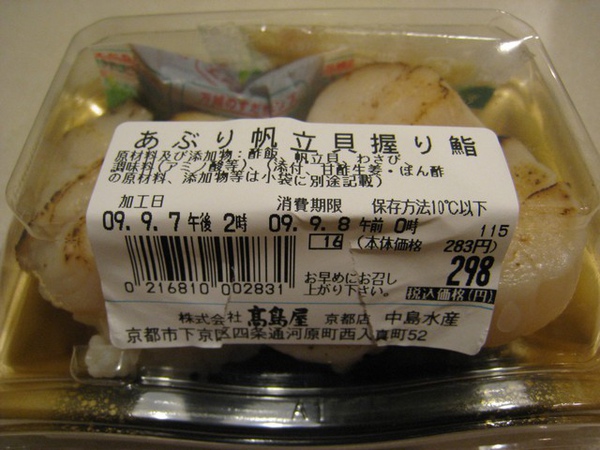 あぶり帆立貝握り鮨
原材料及び添加物:酢飯、帆立貝、わさび、
調味料(アミノ酸等)、(添付、甘酢生姜・ぽん酢
の原材料、添加物等は小袋に別途記載)
加工日 消費期限 保存方法10℃以下
09.9.7午後2時 09.9.8午前0時 115
16 (本体価格 283円)
298
0 216810 002831
お早めにお召し
上がり下さい。
税込価格(円)
株式会社 髙島屋 京都店 中島水産
京都市下京区四条通河原町西入真町52